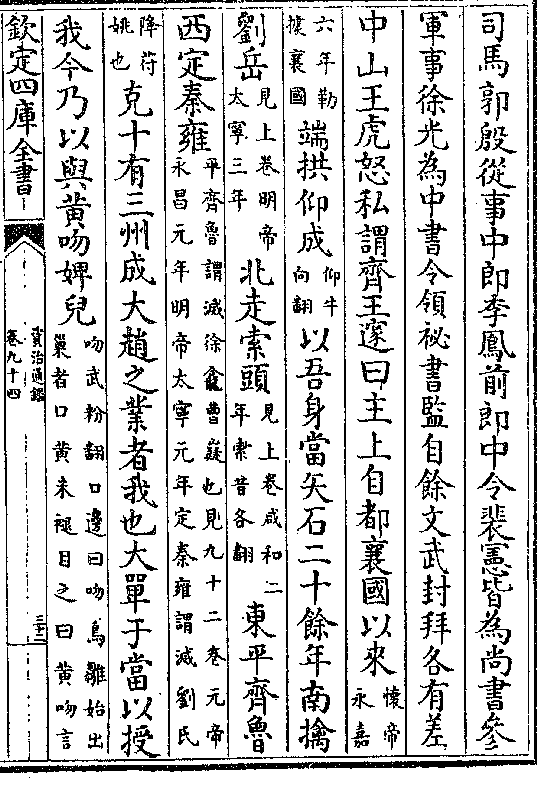 司馬郭殷從事中郎李鳳前郎中令裴憲皆為尚書參
軍事徐光為中書令領祕書監自餘文武封拜各有差
中山王虎怒私謂齊王邃曰主上自都襄國以來懷帝永嘉
六年勒據襄國端拱仰成仰牛向翻以吾身當矢石二十餘年南擒
劉岳見上卷明帝太寧三年北走索頭見上卷咸和二年索昔各翻東平齊魯
西定秦雍平齊魯謂滅徐龕曹嶷也見九十二卷元帝永昌元年明帝太寧元年定秦雍謂滅劉氏
降苻姚也克十有三州成大趙之業者我也大單于當以授
我今乃以與黄吻婢兒吻武粉翻口邊曰吻鳥雛始出巢者口黄未褪目之曰黄吻言
欽定四庫全書
資治通鑑
卷九十四
三十二